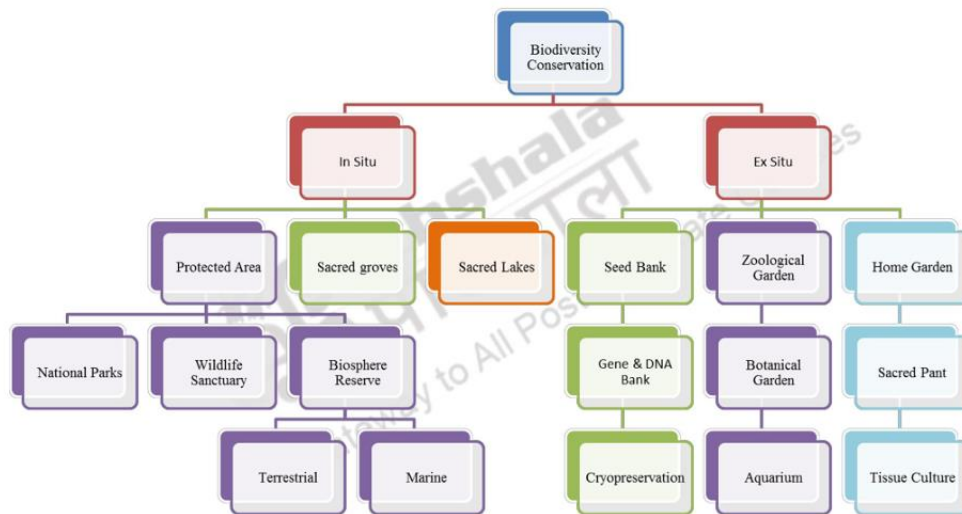 Biodiversity
Conservation
In Situ
Ex Situ
Protected Area
Sacred groves
Sacred Lakes
Seed Bank
Zoological
Garden
Home Garden
National Parks
Wildlife
Sanctuary
Biosphere
Reserve
Gene & DNA
Bank
Botanical
Garden
Sacred Pant
Terrestrial
Marine
Cryopreservation
Aquarium
Tissue Culture